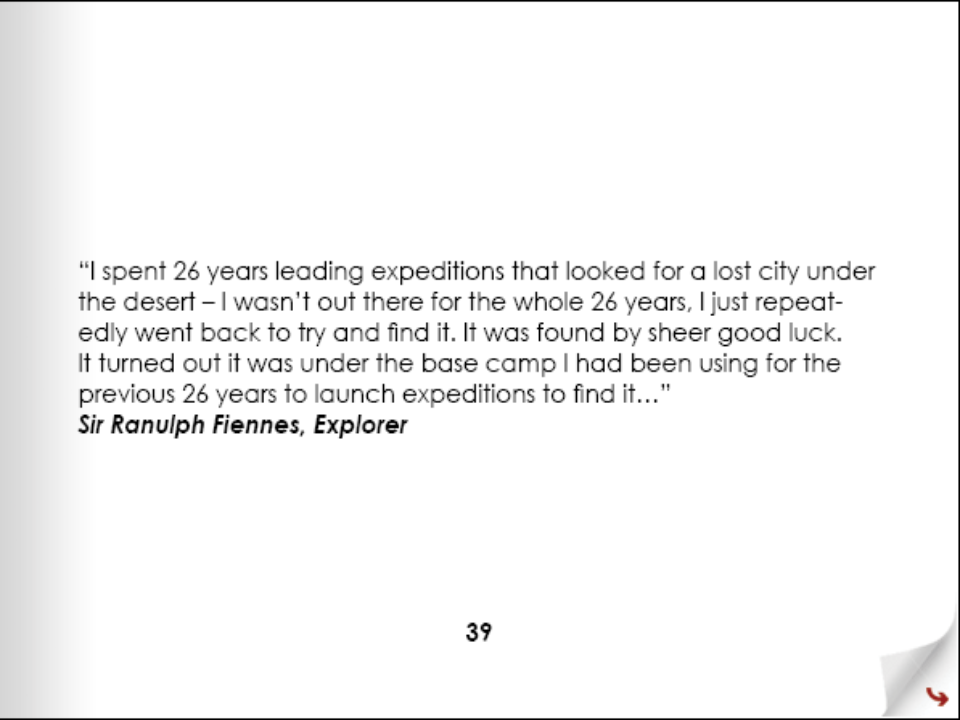 “I spent 26 years leading expeditions that looked for a lost city under
the desert – I wasn’t out there for the whole 26 years, I just repeat-
edly went back to try and find it. It was found by sheer good luck.
It turned out it was under the base camp I had been using for the
previous 26 years to launch expeditions to find it…”
Sir Ranulph Fiennes, Explorer
39